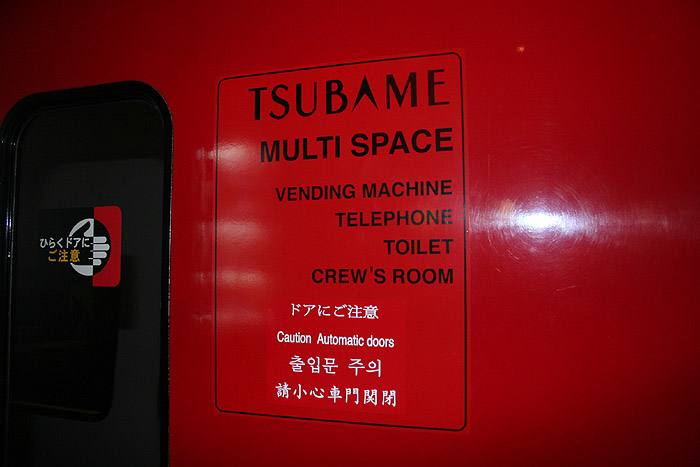 TSUBAME
MULTI SPACE
VENDING MACHINE
TELEPHONE
TOILET
CREW'S ROOM
ドアにご注意
Caution Automatic doors
출입문 주의
請小心車門関閉
ひらくドアに
ご注意